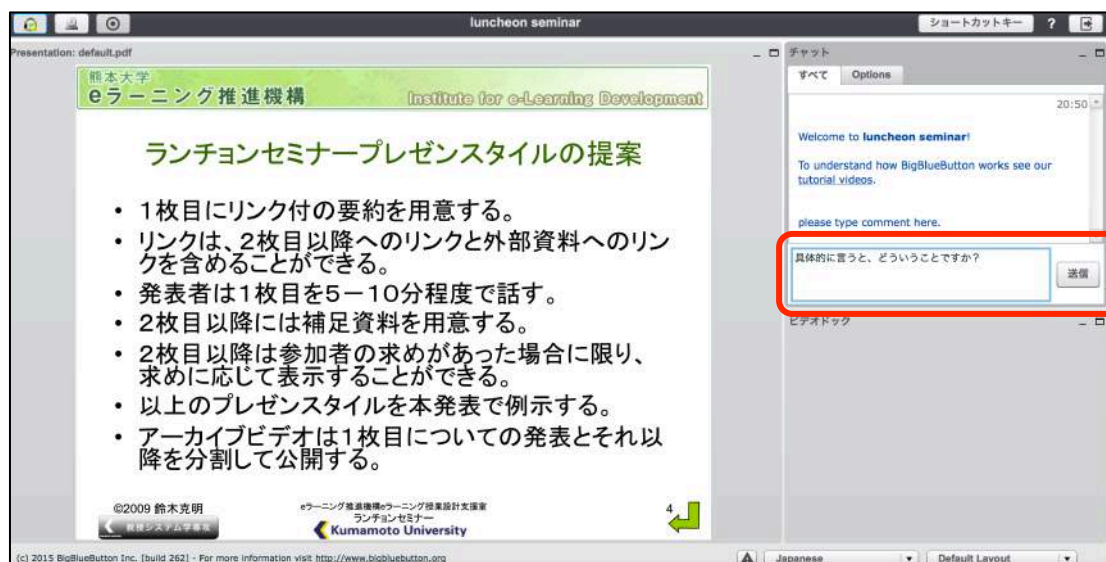 luncheon seminar
ショートカットキー
?
Presentation: default.pdf
熊本大学
eラーニング推進機構
Institute for e-Learning Development
ランチョンセミナープレゼンスタイルの提案
• 1枚目にリンク付の要約を用意する。
• リンクは、2枚目以降へのリンクと外部資料へのリン
クを含めることができる。
• 発表者は1枚目を5－10分程度で話す。
• 2枚目以降には補足資料を用意する。
• 2枚目以降は参加者の求めがあった場合に限り、
求めに応じて表示することができる。
• 以上のプレゼンスタイルを本発表で例示する。
• アーカイブビデオは1枚目についての発表とそれ以
降を分割して公開する。
©2009 鈴木克明
教授システム学専攻
eラーニング推進機構eラーニング授業設計支援室
ランチョンセミナー
Kumamoto University
4
チャット
すべて
Options
20:50
Welcome to luncheon seminar!
To understand how BigBlueButton works see our
tutorial videos.
please type comment here.
具体的に言うと、どういうことですか？
送信
ビデオドック
(c) 2015 BigBlueButton Inc. [build 262] - For more information visit http://www.bigbluebutton.org
Japanese
Default Layout